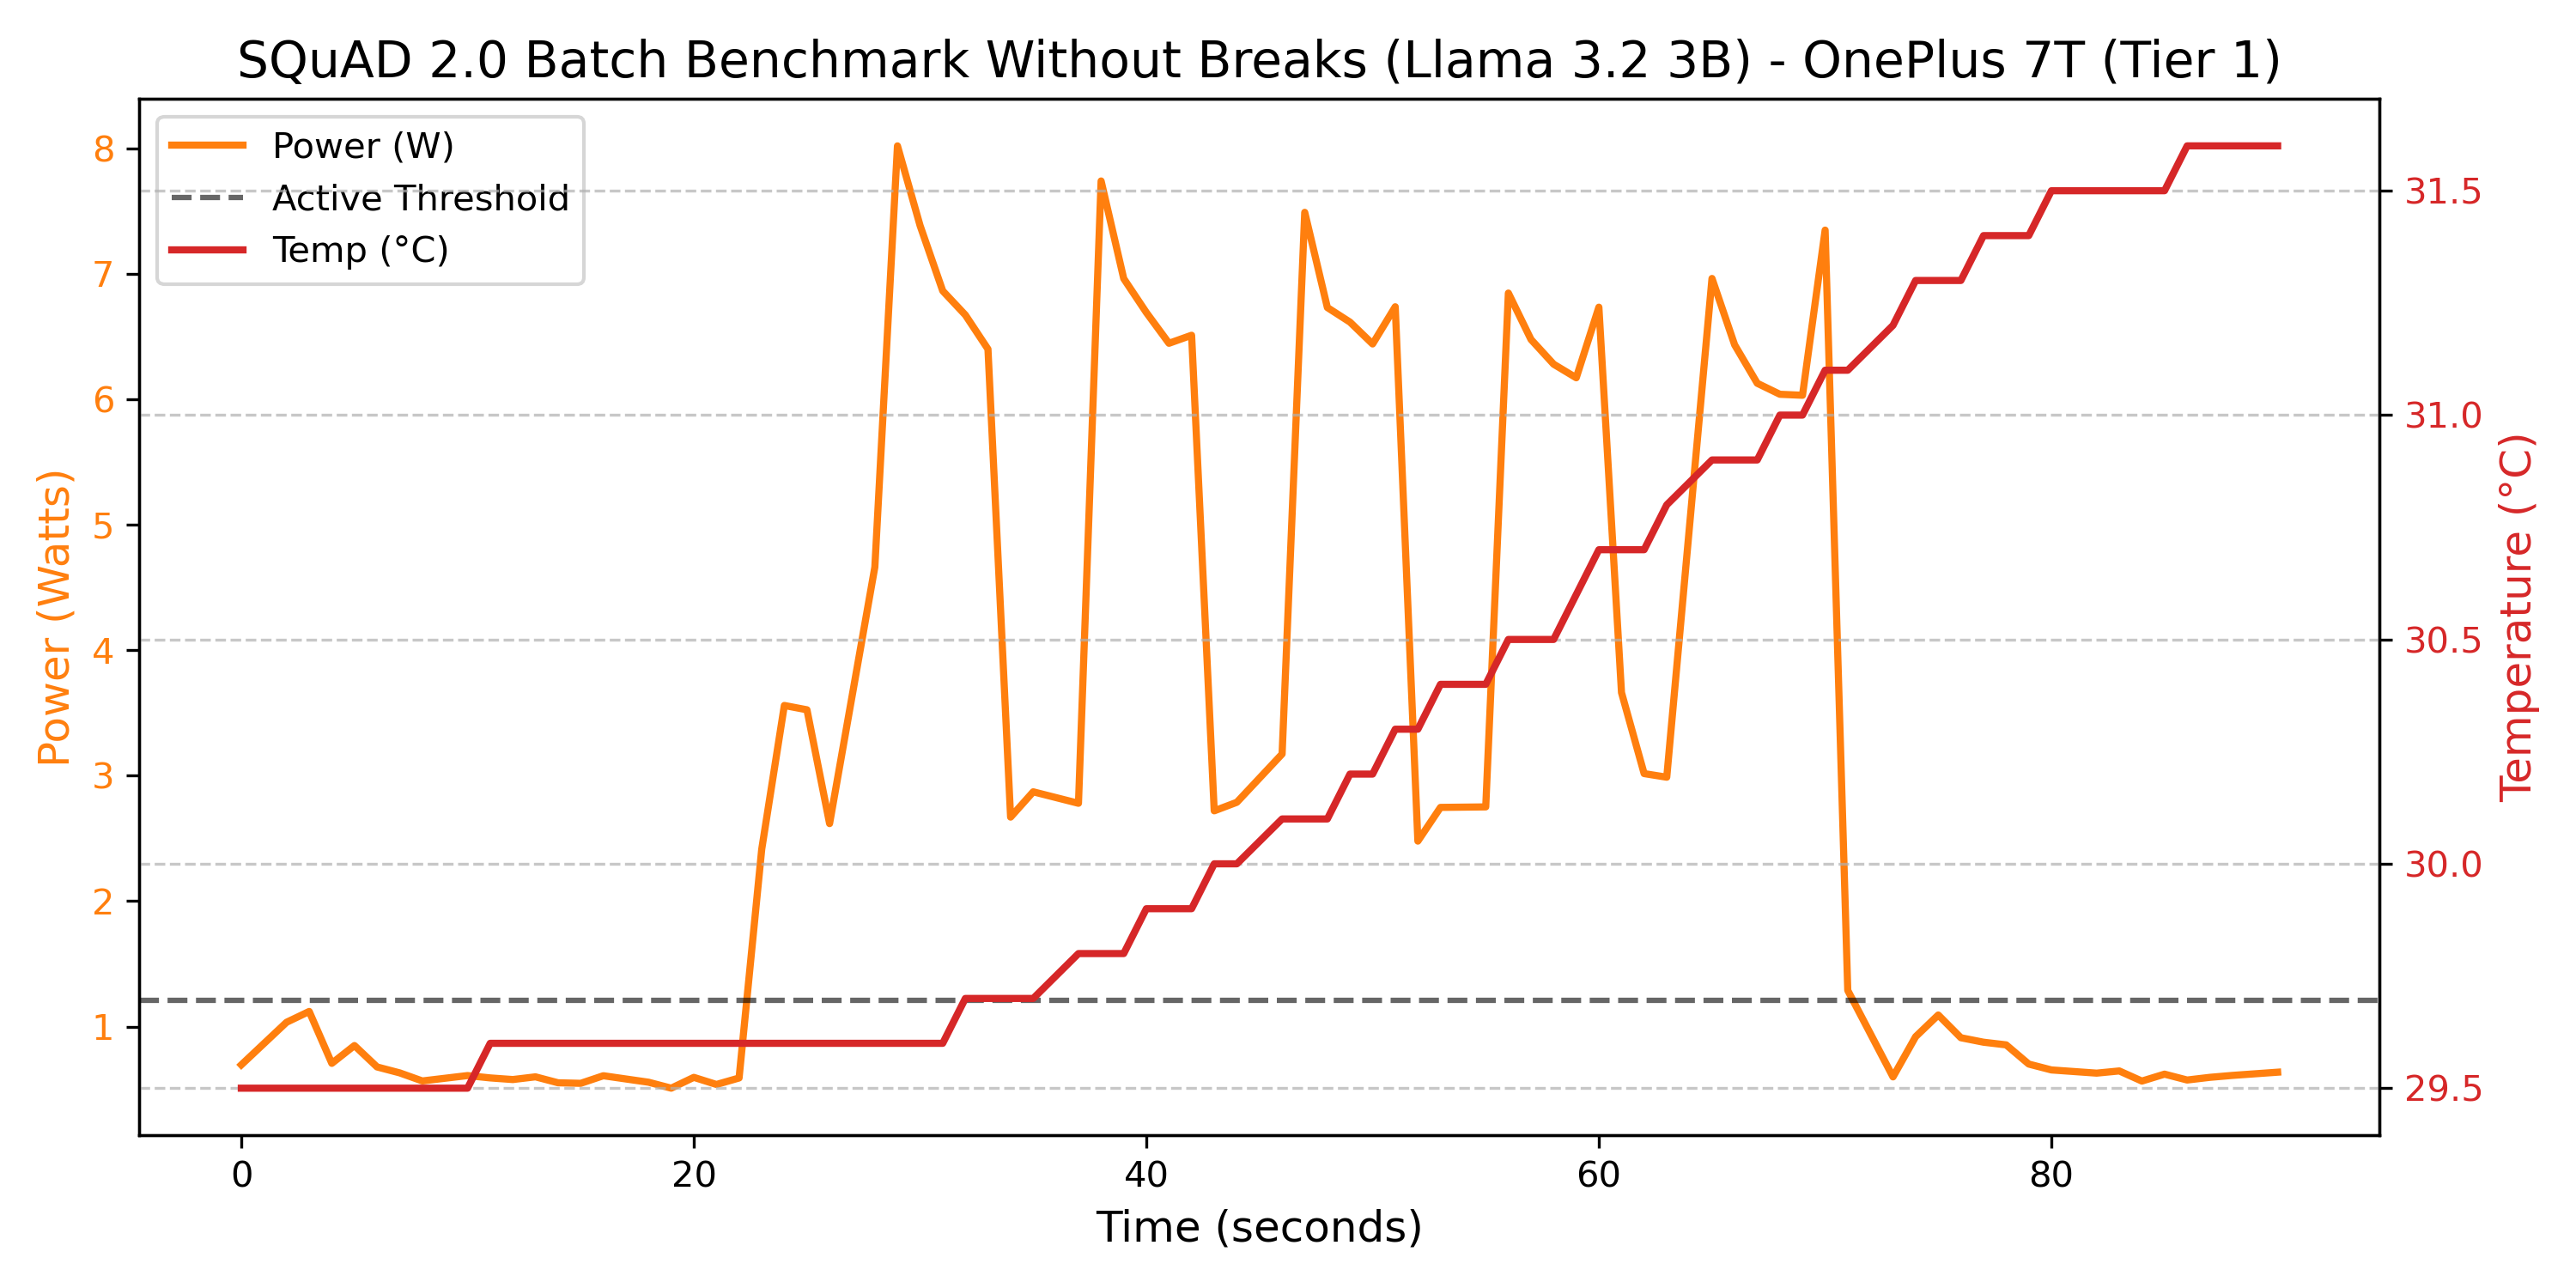 SQuAD 2.0 Batch Benchmark Without Breaks (Llama 3.2 3B) - OnePlus 7T (Tier 1)
Power (W)
Active Threshold
Temp (°C)
Power (Watts)
8
7
6
5
4
3
2
1
31.5
31.0
30.5
30.0
29.5
Temperature (°C)
0 20 40 60 80
Time (seconds)